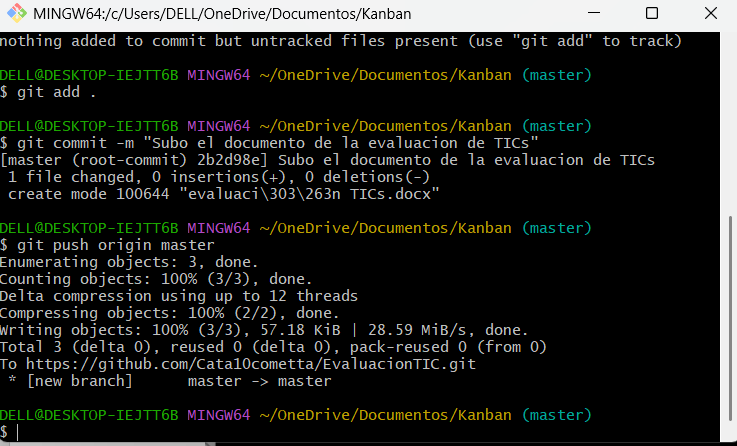 MINGW64:/c/Users/DELL/OneDrive/Documentos/Kanban
nothing added to commit but untracked files present (use "git add" to track)
DELL@DESKTOP-IEJTT6B MINGW64 ~/OneDrive/Documentos/Kanban (master)
$ git add .
DELL@DESKTOP-IEJTT6B MINGW64 ~/OneDrive/Documentos/Kanban (master)
$ git commit -m "Subo el documento de la evaluacion de TICs"
[master (root-commit) 2b2d98e] Subo el documento de la evaluacion de TICs
 1 file changed, 0 insertions(+), 0 deletions(-)
 create mode 100644 "evaluaci\303\263n TICs.docx"
DELL@DESKTOP-IEJTT6B MINGW64 ~/OneDrive/Documentos/Kanban (master)
$ git push origin master
Enumerating objects: 3, done.
Counting objects: 100% (3/3), done.
Delta compression using up to 12 threads
Compressing objects: 100% (2/2), done.
Writing objects: 100% (3/3), 57.18 KiB | 28.59 MiB/s, done.
Total 3 (delta 0), reused 0 (delta 0), pack-reused 0 (from 0)
To https://github.com/Cata10cometta/EvaluacionTIC.git
 * [new branch]      master -> master
DELL@DESKTOP-IEJTT6B MINGW64 ~/OneDrive/Documentos/Kanban (master)
$